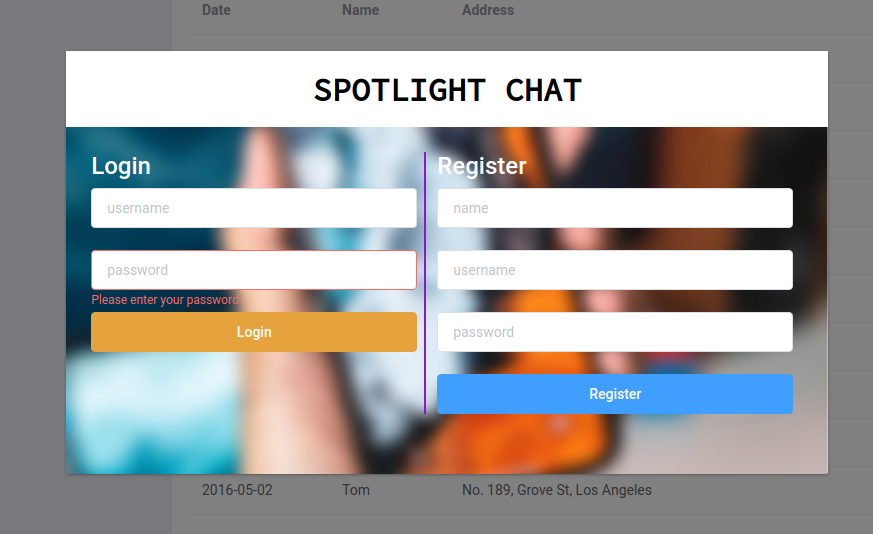 Date Name Address
SPOTLIGHT CHAT
Login
username
password
Please enter your password
Login
Register
name
username
password
Register
2016-05-02 Tom No. 189, Grove St, Los Angeles